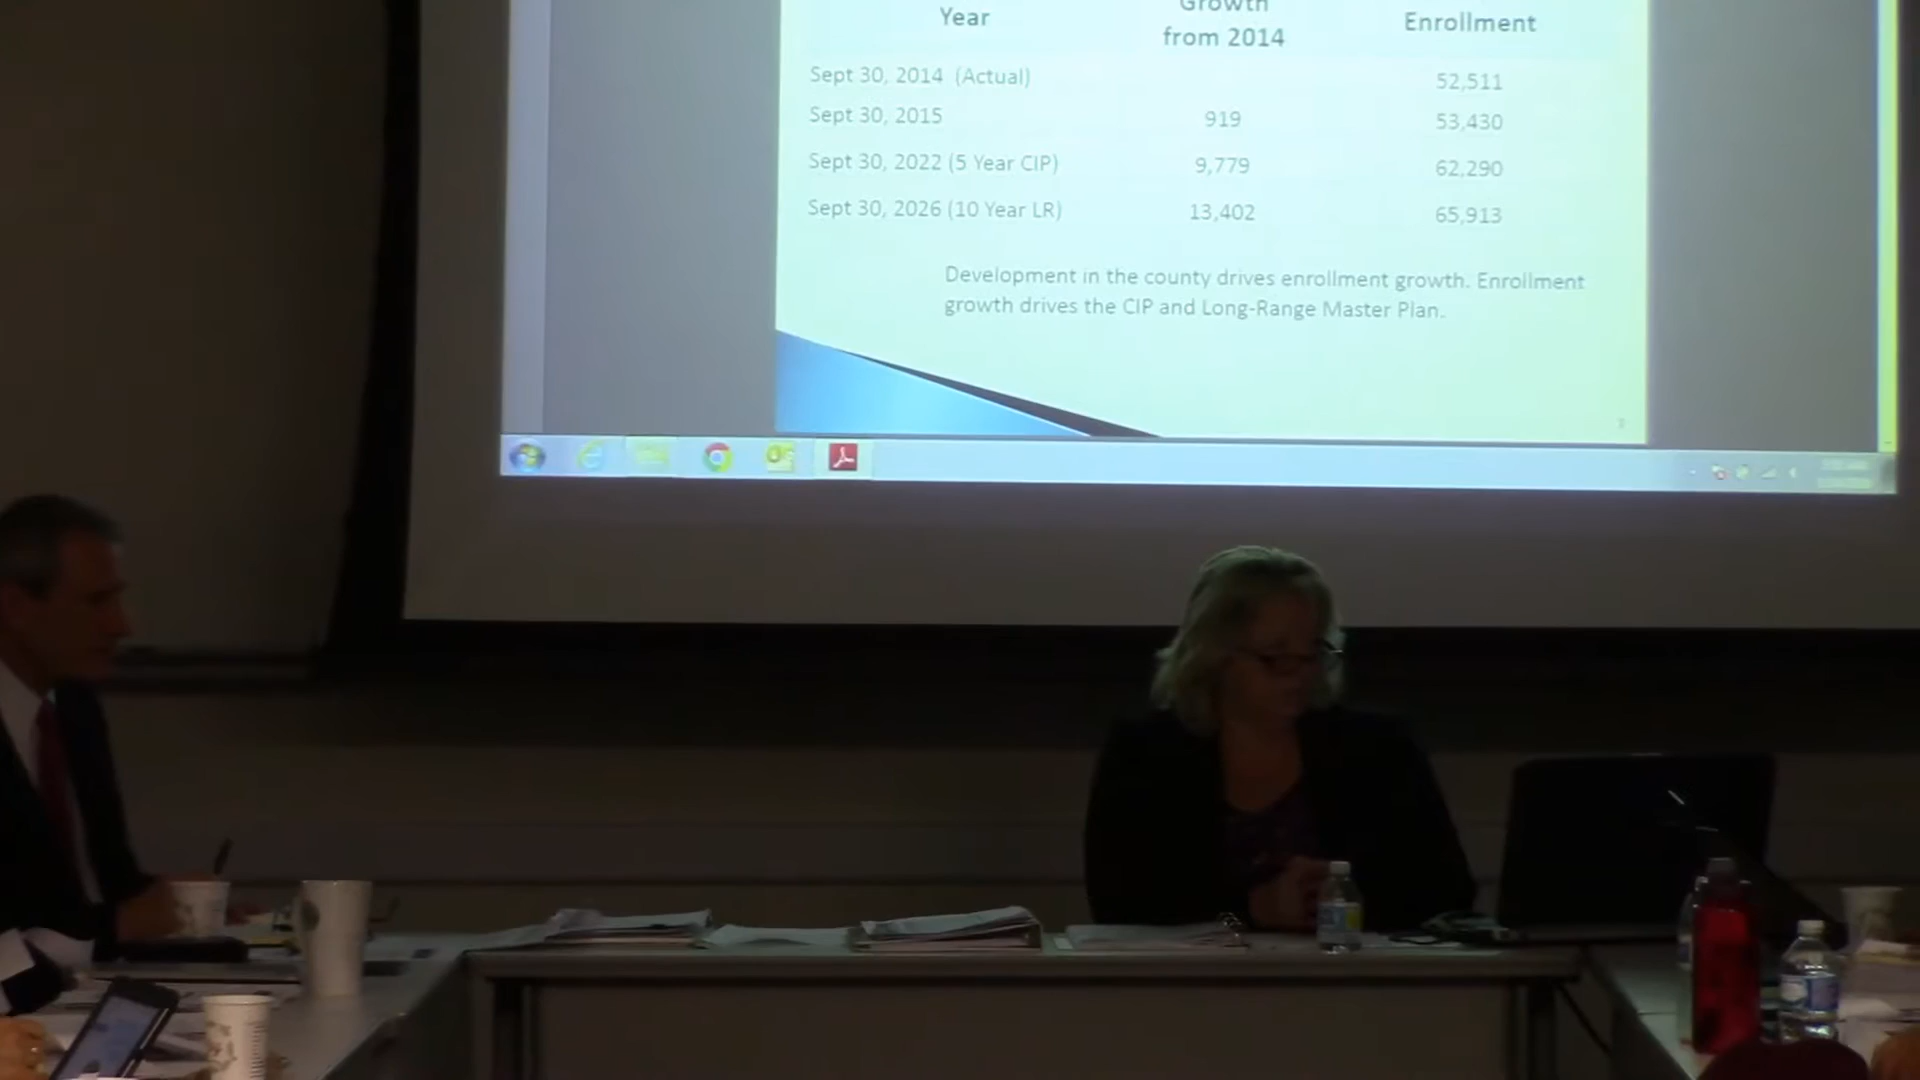 Year Growth from 2014 Enrollment
Sept 30, 2014 (Actual) 52,511
Sept 30, 2015 919 53,430
Sept 30, 2022 (5 Year CIP) 9,779 62,290
Sept 30, 2026 (10 Year LR) 13,402 65,913
Development in the county drives enrollment growth. Enrollment
growth drives the CIP and Long-Range Master Plan.